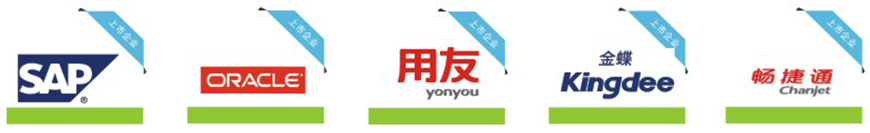 上市企业
SAP®
上市企业
ORACLE®
上市企业
用友
yonyou
上市企业
金蝶
Kingdee
上市企业
畅捷通
Chanjet